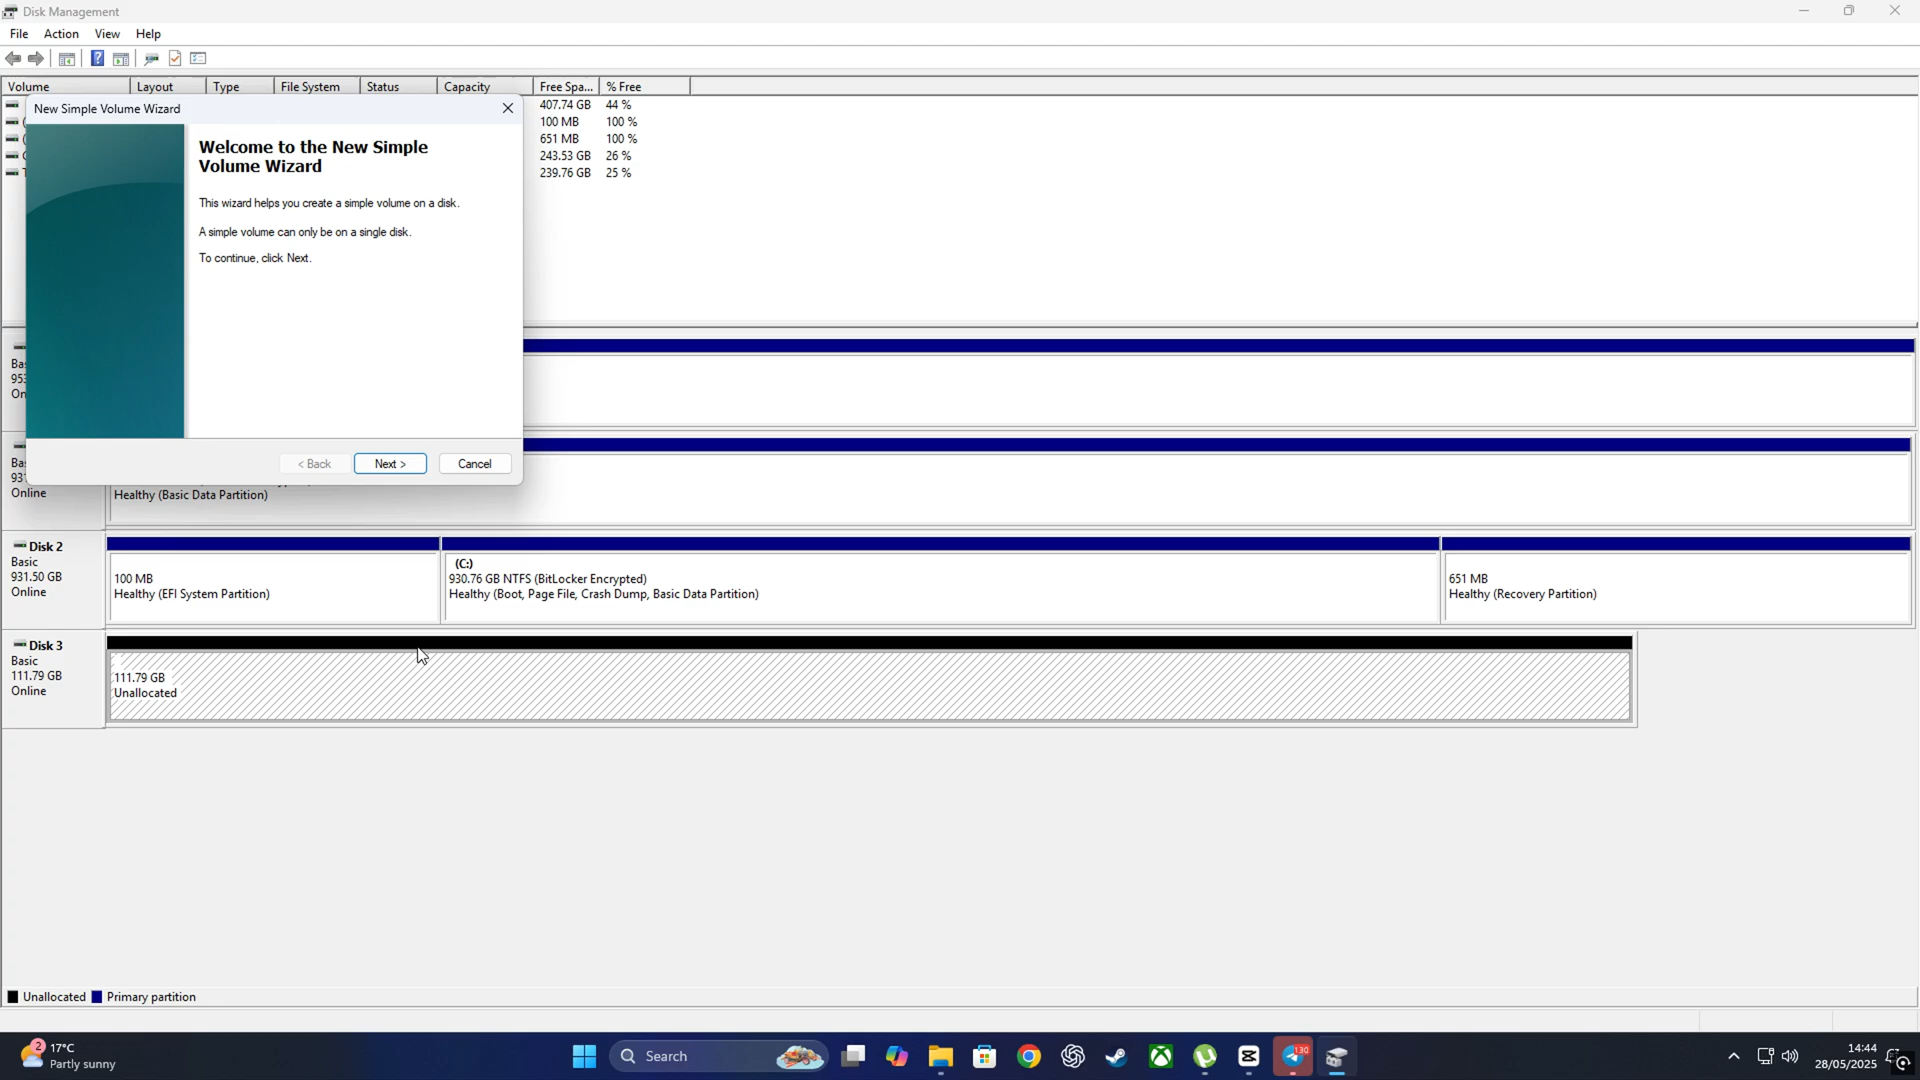 Disk Management
File Action View Help
Volume Layout Type File System Status Capacity Free Spa... % Free
407.74 GB 44 %
100 MB 100 %
651 MB 100 %
243.53 GB 26 %
239.76 GB 25 %
New Simple Volume Wizard
Welcome to the New Simple
Volume Wizard
This wizard helps you create a simple volume on a disk.
A simple volume can only be on a single disk.
To continue, click Next.
< Back Next > Cancel
Online
Healthy (Basic Data Partition)
Disk 2
Basic
931.50 GB
Online
100 MB
Healthy (EFI System Partition)
(C:)
930.76 GB NTFS (BitLocker Encrypted)
Healthy (Boot, Page File, Crash Dump, Basic Data Partition)
651 MB
Healthy (Recovery Partition)
Disk 3
Basic
111.79 GB
Online
111.79 GB
Unallocated
Unallocated Primary partition
2
17°C
Partly sunny
Search
130
14:44
28/05/2025